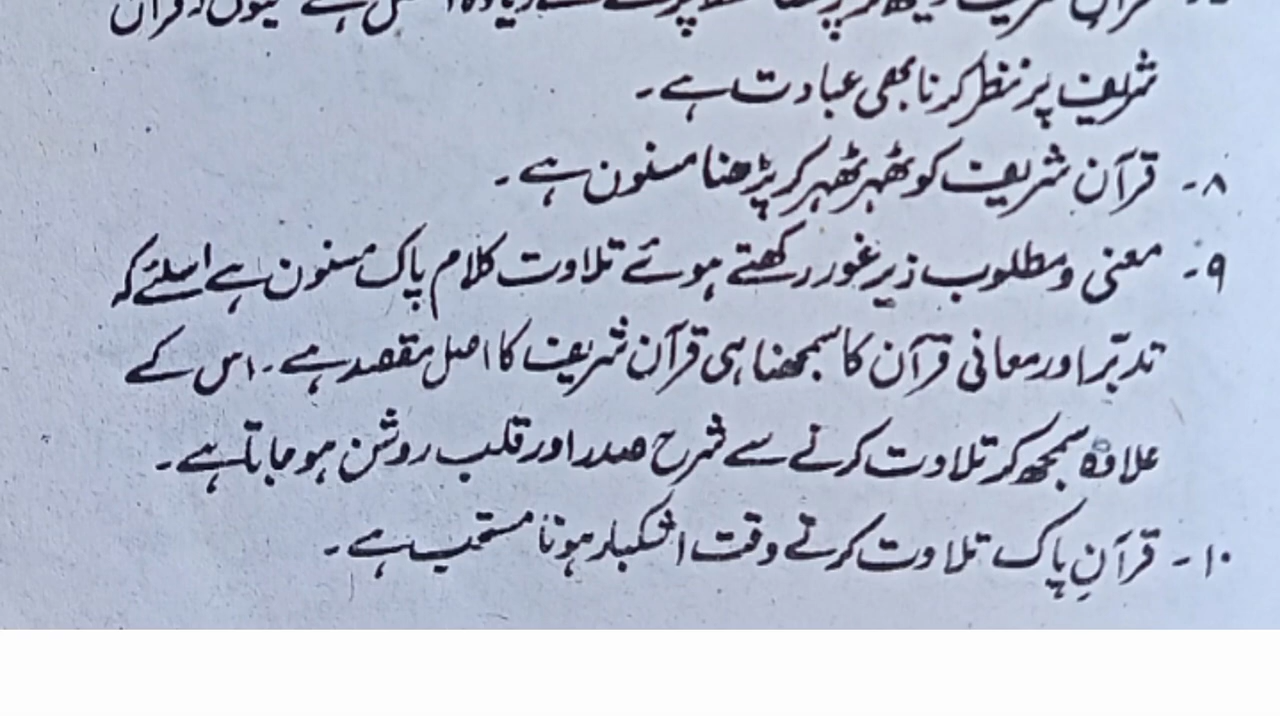 قرآن
شریف پر نظر کرنا بھی عبادت ہے۔
۸۔ قرآن شریف کو ٹھہر ٹھہر کر پڑھنا مسنون ہے۔
۹۔ معنی و مطلوب زیر غور رکھتے ہوئے تلاوت کلام پاک مسنون ہے اسلئے کہ
تدبّر اور معانی قرآن کا سمجھنا ہی قرآن شریف کا اصل مقصد ہے۔ اس کے
علاوہ سمجھ کر تلاوت کرنے سے شرح صدر اور قلب روشن ہو جاتا ہے۔
۱۰۔ قرآنِ پاک تلاوت کرتے وقت اشکبار ہونا مستحب ہے۔